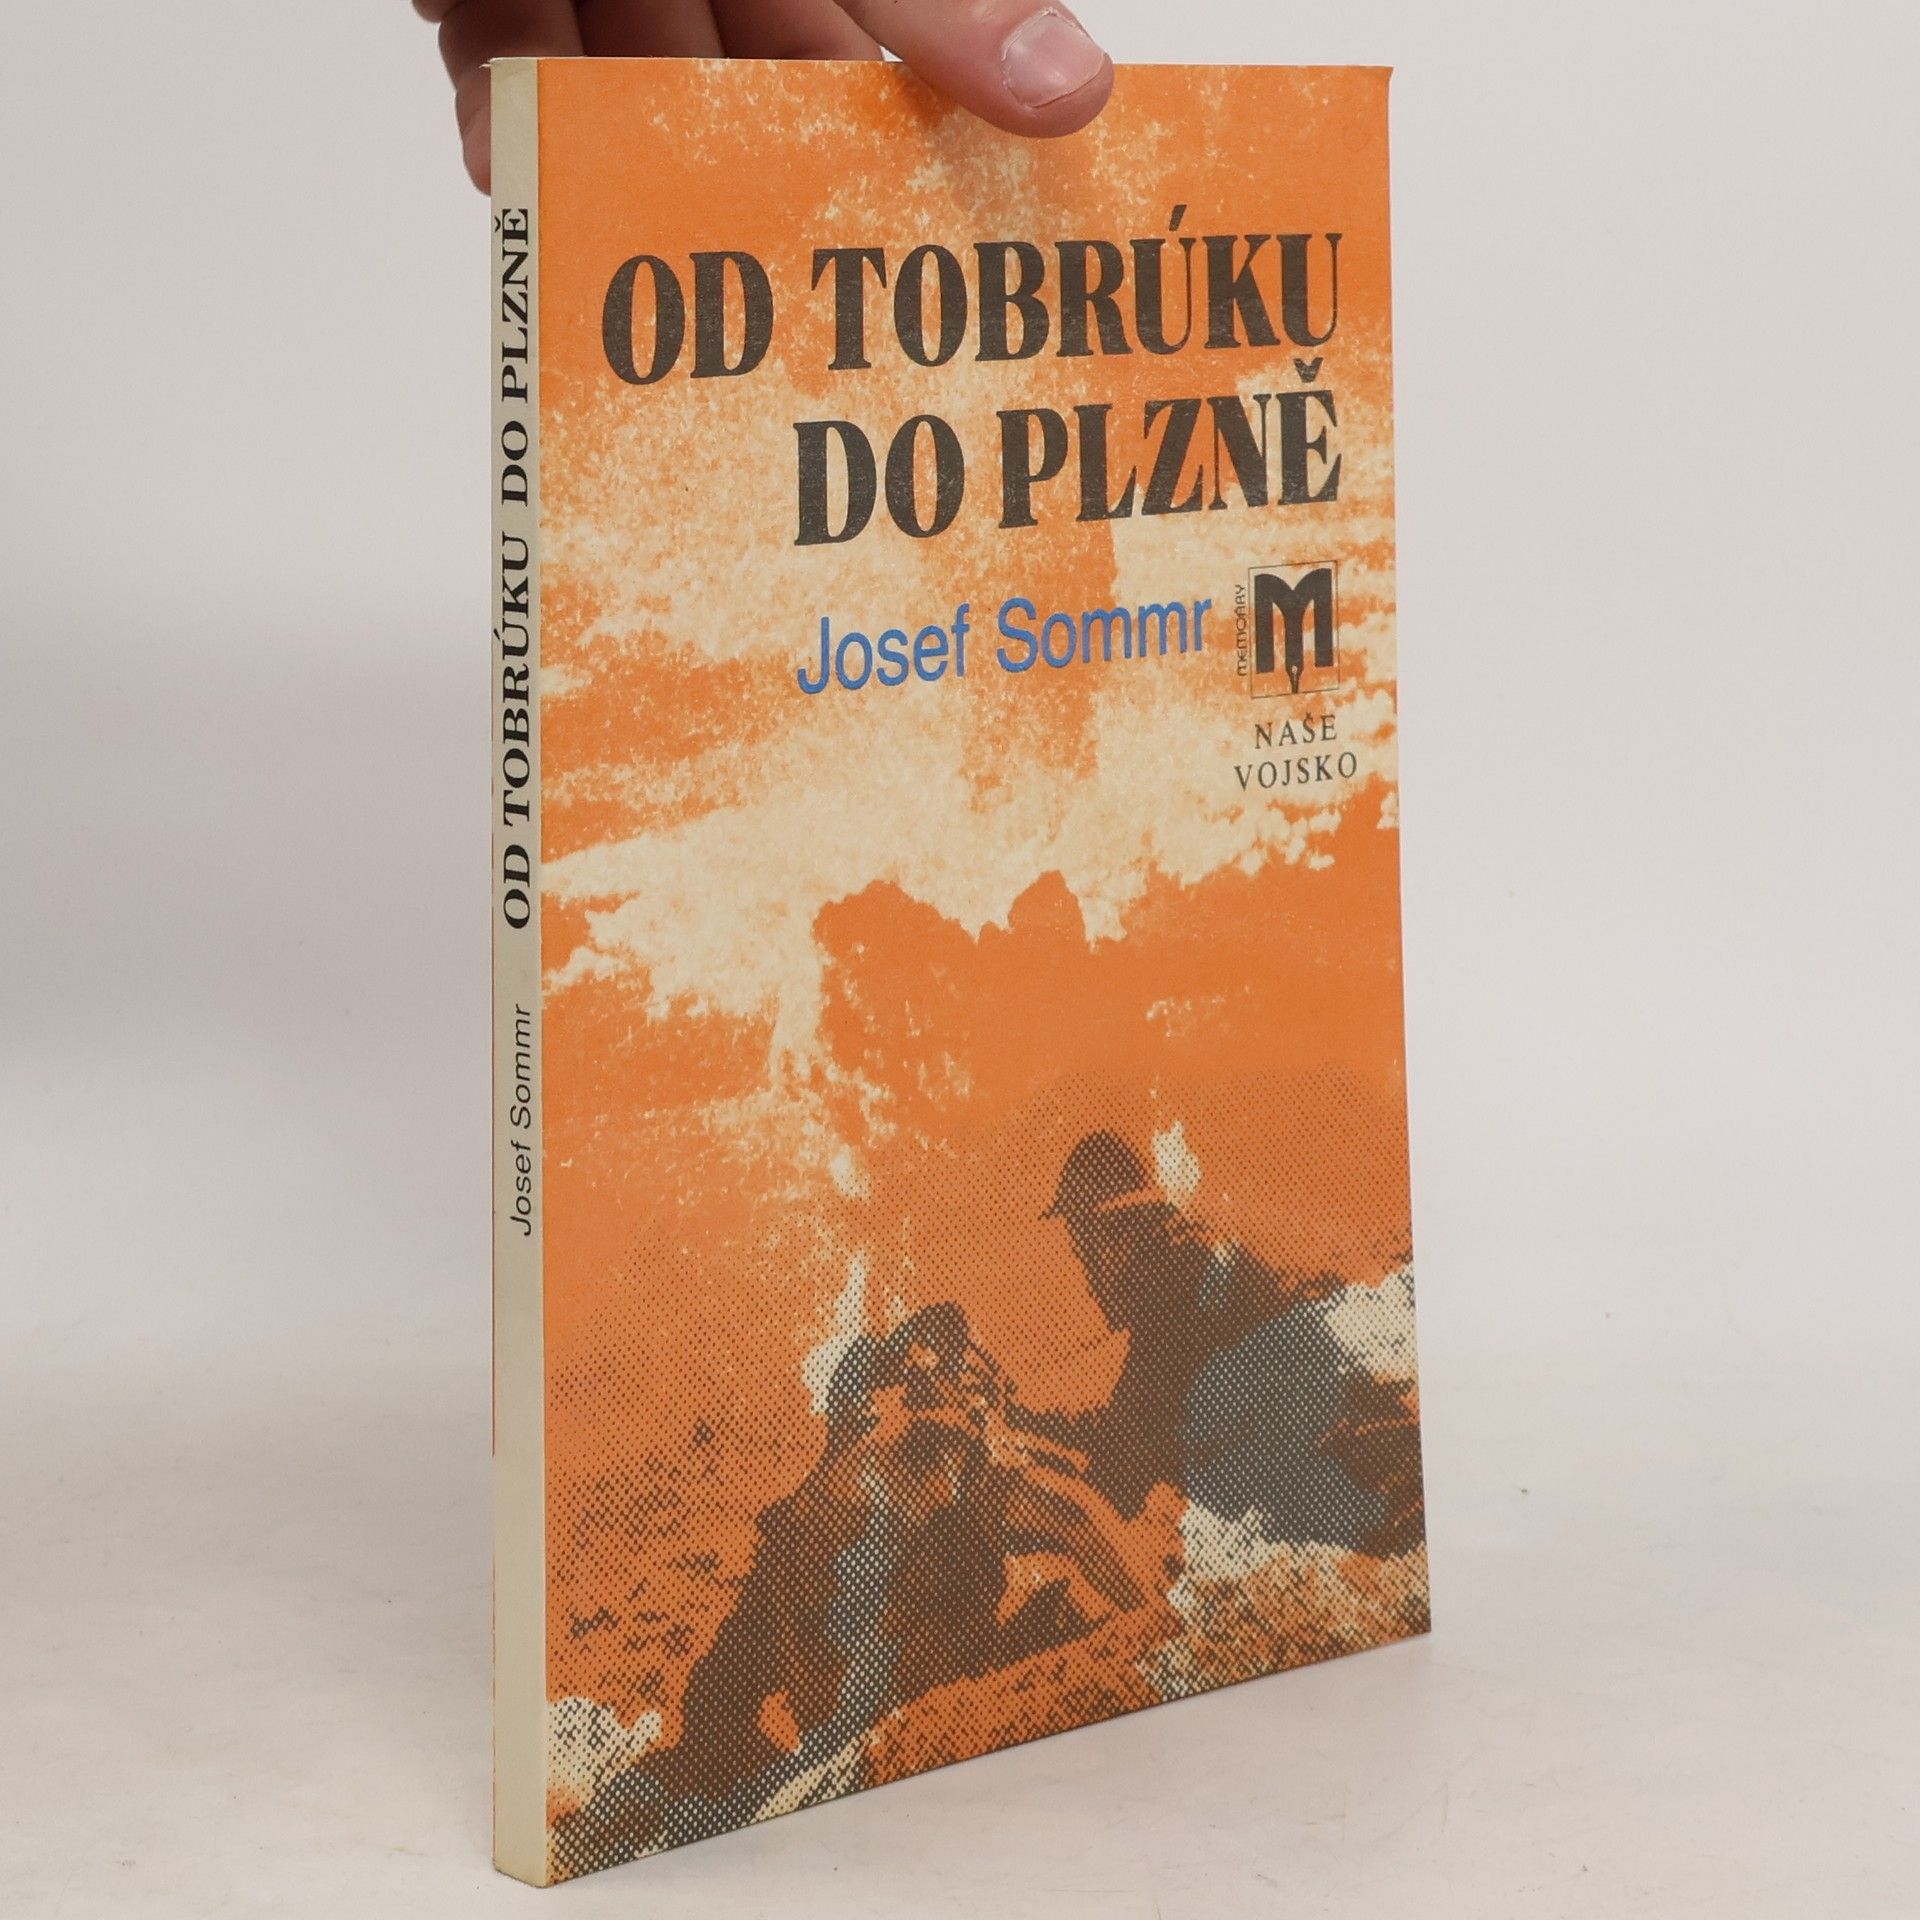 OD TOBRÚKU
DO PLZNĚ
Josef Sommr
MEMOÁRY
M
NAŠE
VOJSKO
Josef Sommr OD TOBRÚKU DO PLZNĚ